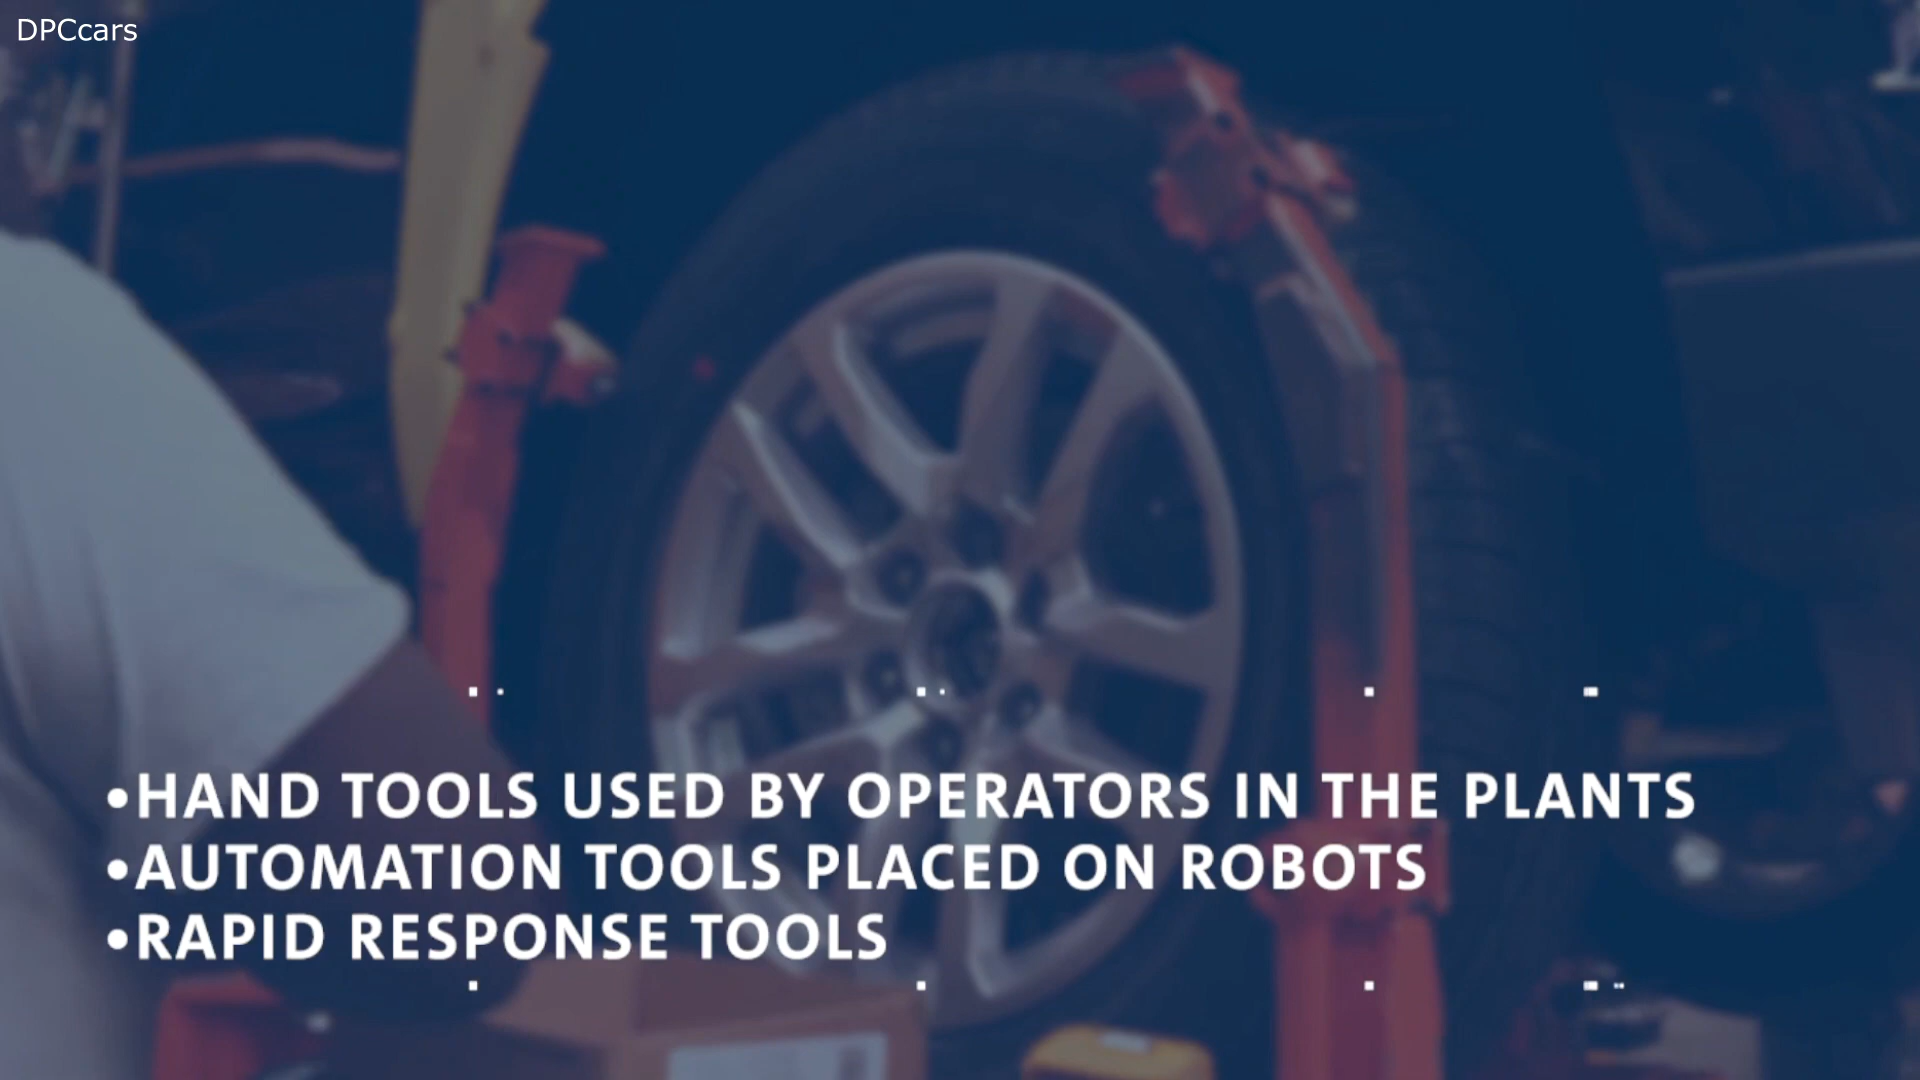 DPCcars
•HAND TOOLS USED BY OPERATORS IN THE PLANTS
•AUTOMATION TOOLS PLACED ON ROBOTS
•RAPID RESPONSE TOOLS